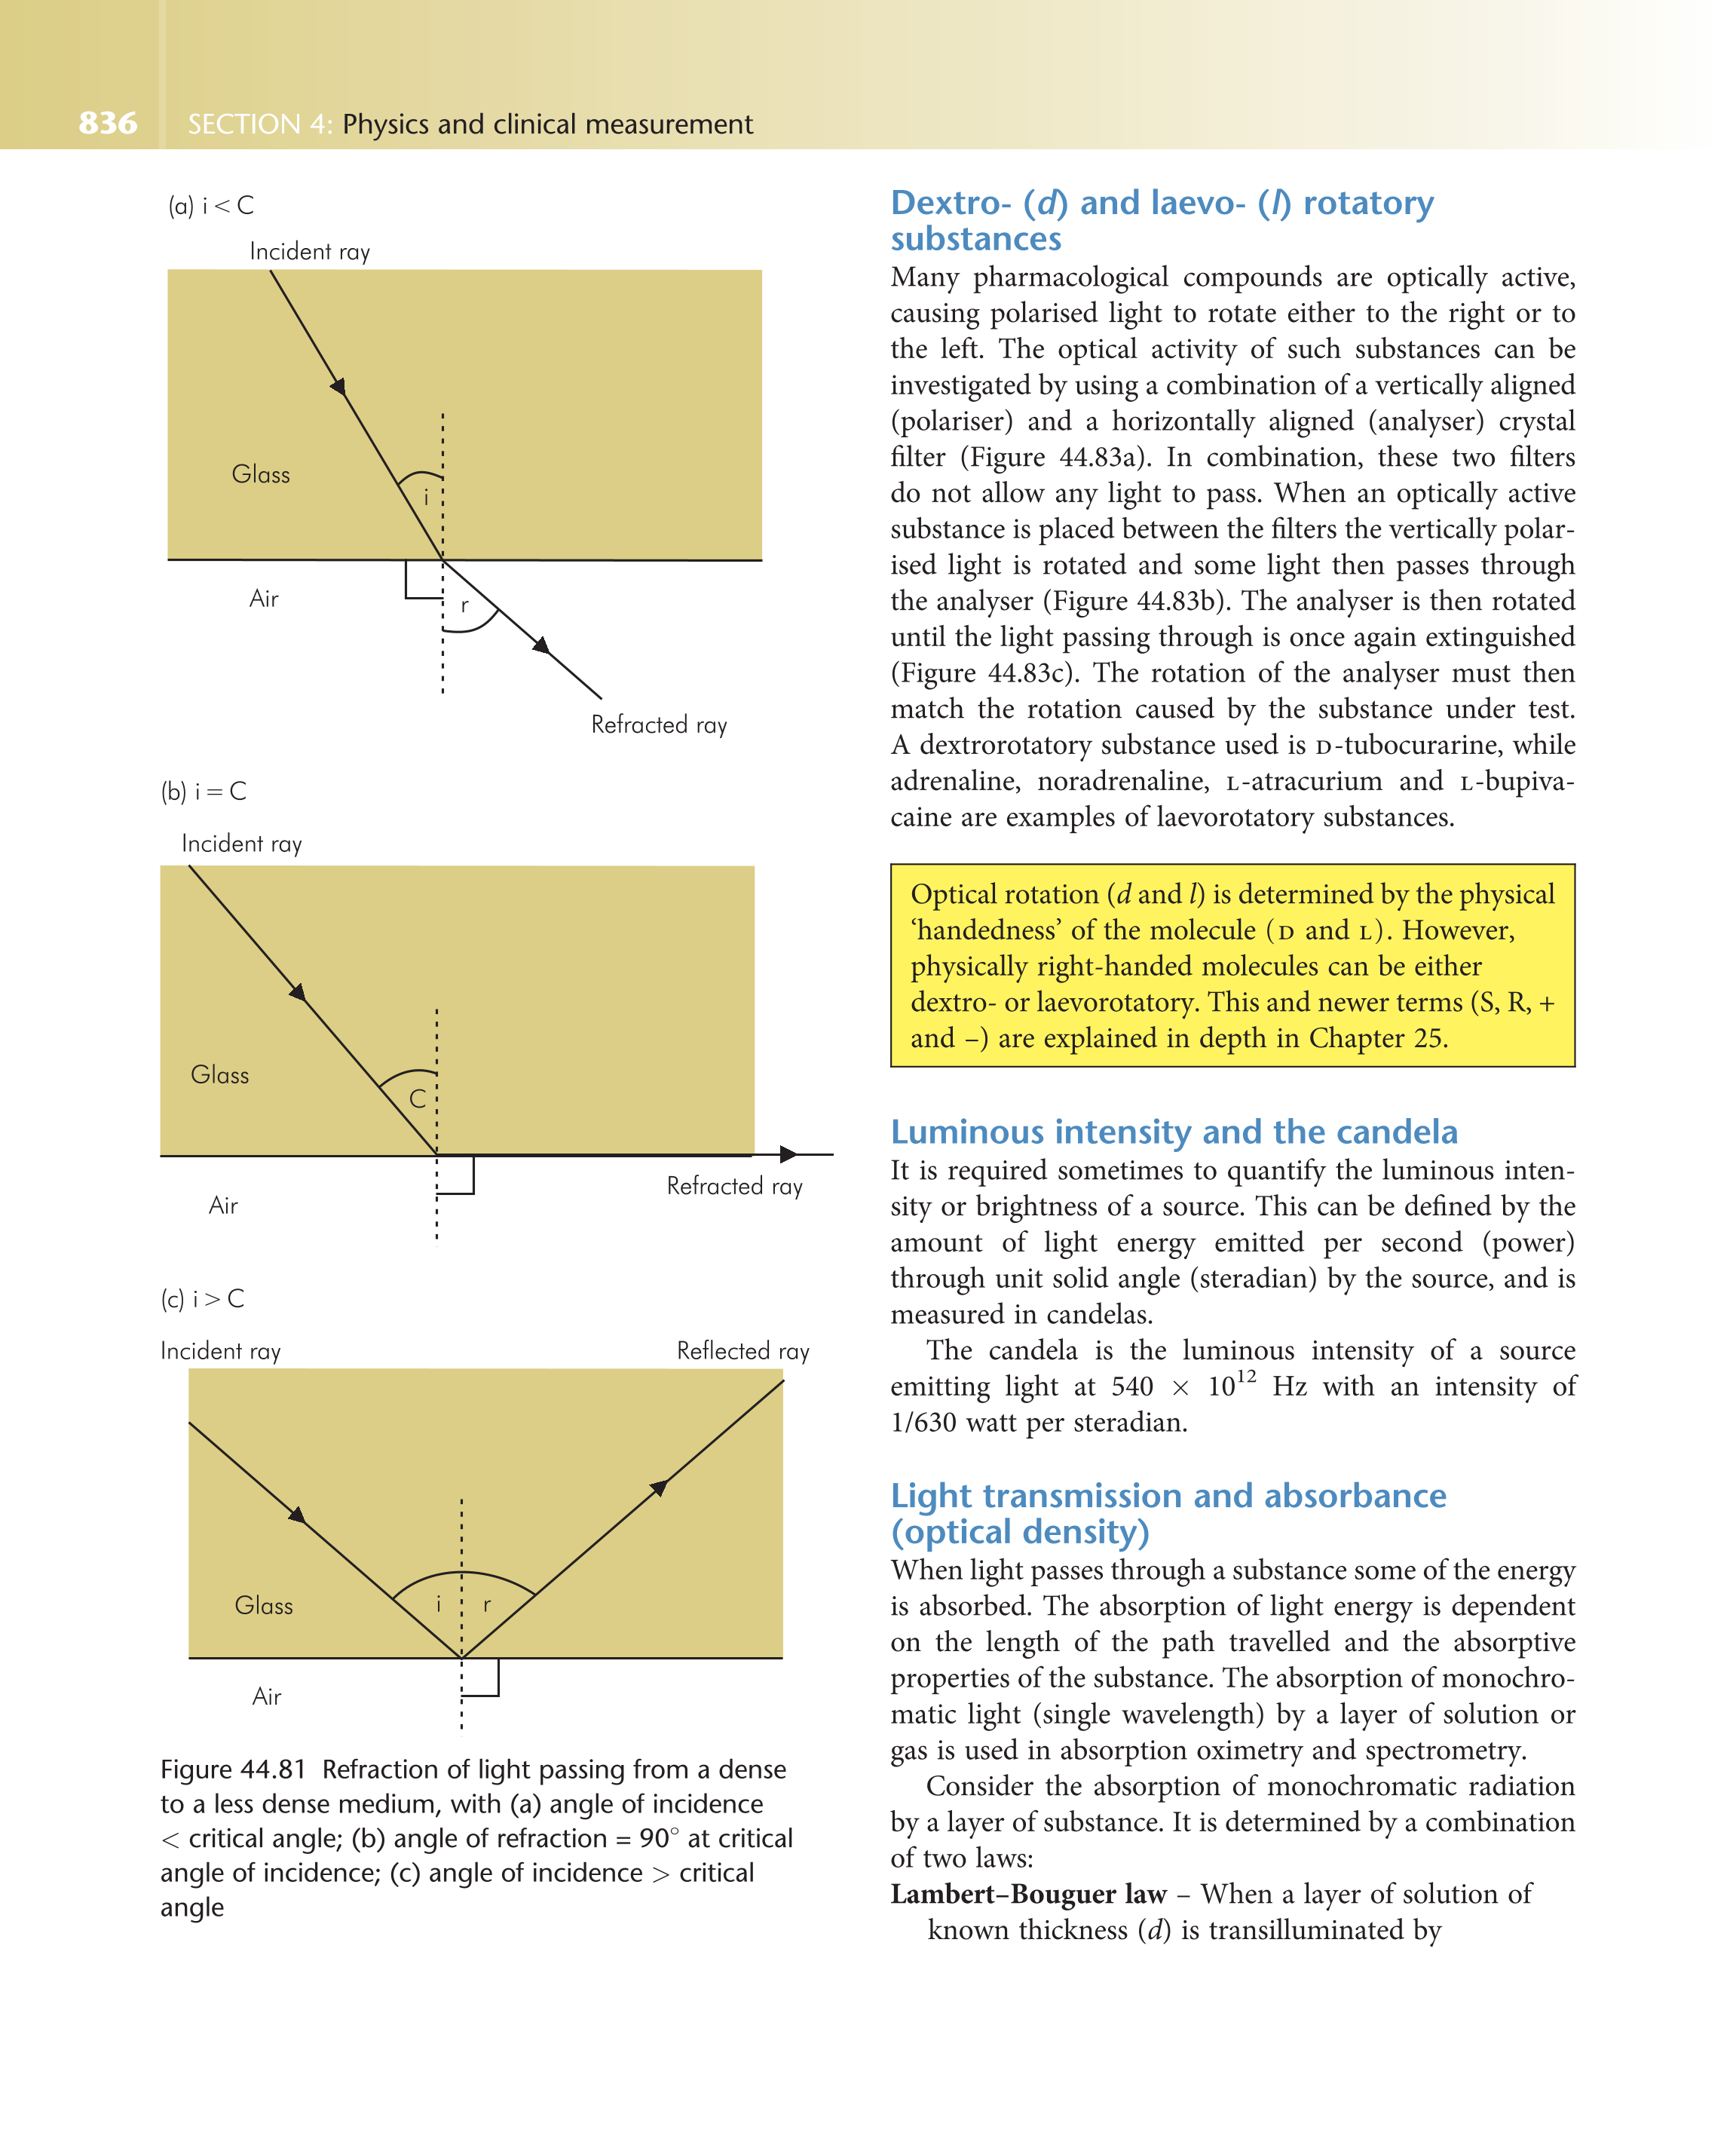 836 SECTION 4: Physics and clinical measurement
(a) i < C
Incident ray
Glass
i
Air
r
Refracted ray
(b) i = C
Incident ray
Glass
C
Refracted ray
Air
(c) i > C
Incident ray
Reflected ray
Glass
i
r
Air
Figure 44.81 Refraction of light passing from a dense
to a less dense medium, with (a) angle of incidence
< critical angle; (b) angle of refraction = 90° at critical
angle of incidence; (c) angle of incidence > critical
angle
Dextro- (d) and laevo- (l) rotatory
substances
Many pharmacological compounds are optically active,
causing polarised light to rotate either to the right or to
the left. The optical activity of such substances can be
investigated by using a combination of a vertically aligned
(polariser) and a horizontally aligned (analyser) crystal
filter (Figure 44.83a). In combination, these two filters
do not allow any light to pass. When an optically active
substance is placed between the filters the vertically polar-
ised light is rotated and some light then passes through
the analyser (Figure 44.83b). The analyser is then rotated
until the light passing through is once again extinguished
(Figure 44.83c). The rotation of the analyser must then
match the rotation caused by the substance under test.
A dextrorotatory substance used is D-tubocurarine, while
adrenaline, noradrenaline, L-atracurium and L-bupiva-
caine are examples of laevorotatory substances.
Optical rotation (d and l) is determined by the physical
‘handedness’ of the molecule (D and L). However,
physically right-handed molecules can be either
dextro- or laevorotatory. This and newer terms (S, R, +
and –) are explained in depth in Chapter 25.
Luminous intensity and the candela
It is required sometimes to quantify the luminous inten-
sity or brightness of a source. This can be defined by the
amount of light energy emitted per second (power)
through unit solid angle (steradian) by the source, and is
measured in candelas.
The candela is the luminous intensity of a source
emitting light at 540 × 10¹² Hz with an intensity of
1/630 watt per steradian.
Light transmission and absorbance
(optical density)
When light passes through a substance some of the energy
is absorbed. The absorption of light energy is dependent
on the length of the path travelled and the absorptive
properties of the substance. The absorption of monochro-
matic light (single wavelength) by a layer of solution or
gas is used in absorption oximetry and spectrometry.
Consider the absorption of monochromatic radiation
by a layer of substance. It is determined by a combination
of two laws:
Lambert–Bouguer law – When a layer of solution of
known thickness (d) is transilluminated by